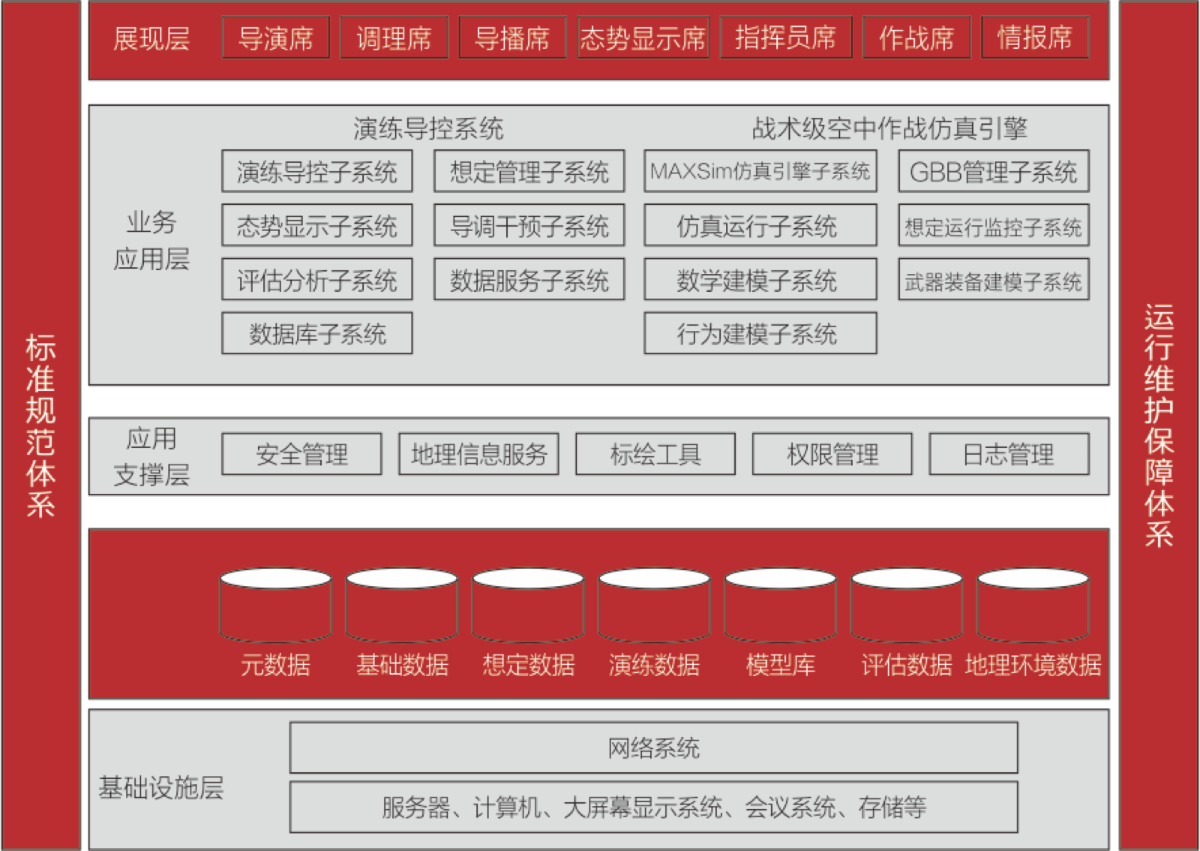 标准规范体系
展现层
导演席
调理席
导播席
态势显示席
指挥员席
作战席
情报席
业务
应用层
演练导控系统
演练导控子系统
想定管理子系统
态势显示子系统
导调干预子系统
评估分析子系统
数据服务子系统
数据库子系统
战术级空中作战仿真引擎
MAXSim仿真引擎子系统
GBB管理子系统
仿真运行子系统
想定运行监控子系统
数学建模子系统
武器装备建模子系统
行为建模子系统
应用
支撑层
安全管理
地理信息服务
标绘工具
权限管理
日志管理
元数据
基础数据
想定数据
演练数据
模型库
评估数据
地理环境数据
基础设施层
网络系统
服务器、计算机、大屏幕显示系统、会议系统、存储等
运行维护保障体系